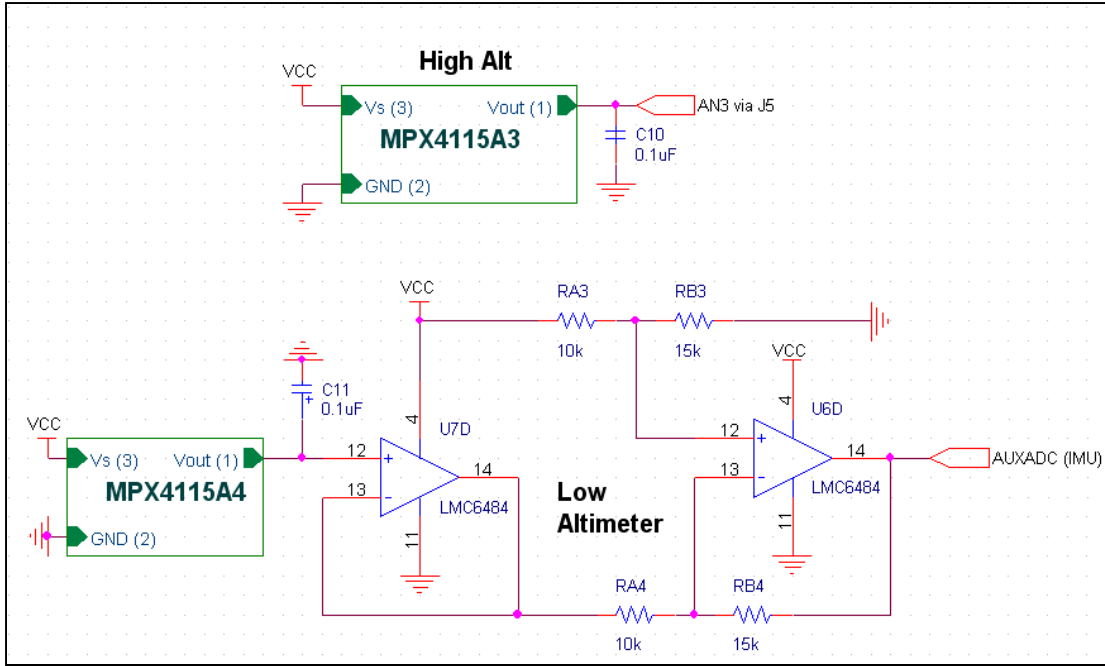 High Alt
VCC
Vs (3)
Vout (1)
AN3 via J5
MPX4115A3
C10
0.1uF
GND (2)
VCC
RA3
RB3
10k
15k
VCC
C11
0.1uF
4
U7D
4
U6D
VCC
12
+
12
+
14
AUXADC (IMU)
Vs (3)
Vout (1)
14
13
-
13
-
LMC6484
MPX4115A4
LMC6484
Low
Altimeter
11
11
GND (2)
RA4
RB4
10k
15k